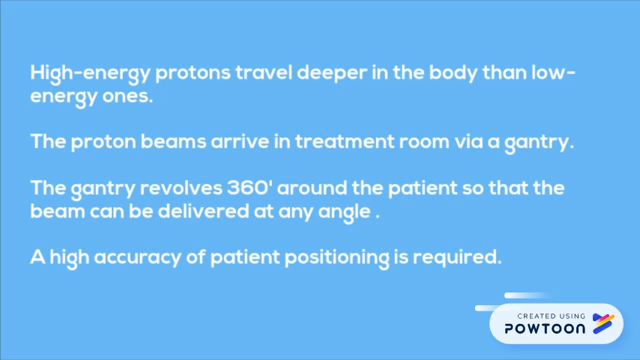 High-energy protons travel deeper in the body than low-
energy ones.
The proton beams arrive in treatment room via a gantry.
The gantry revolves 360' around the patient so that the
beam can be delivered at any angle .
A high accuracy of patient positioning is required.
CREATED USING
POWTOON